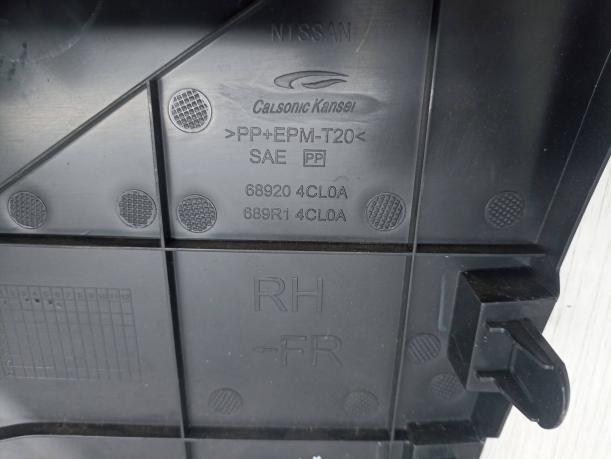 NISSAN
CALSONIC KANSEI
>PP+EPM-T20<
SAE PP
68920 4CL0A
689R1 4CL0A
RH
-FR